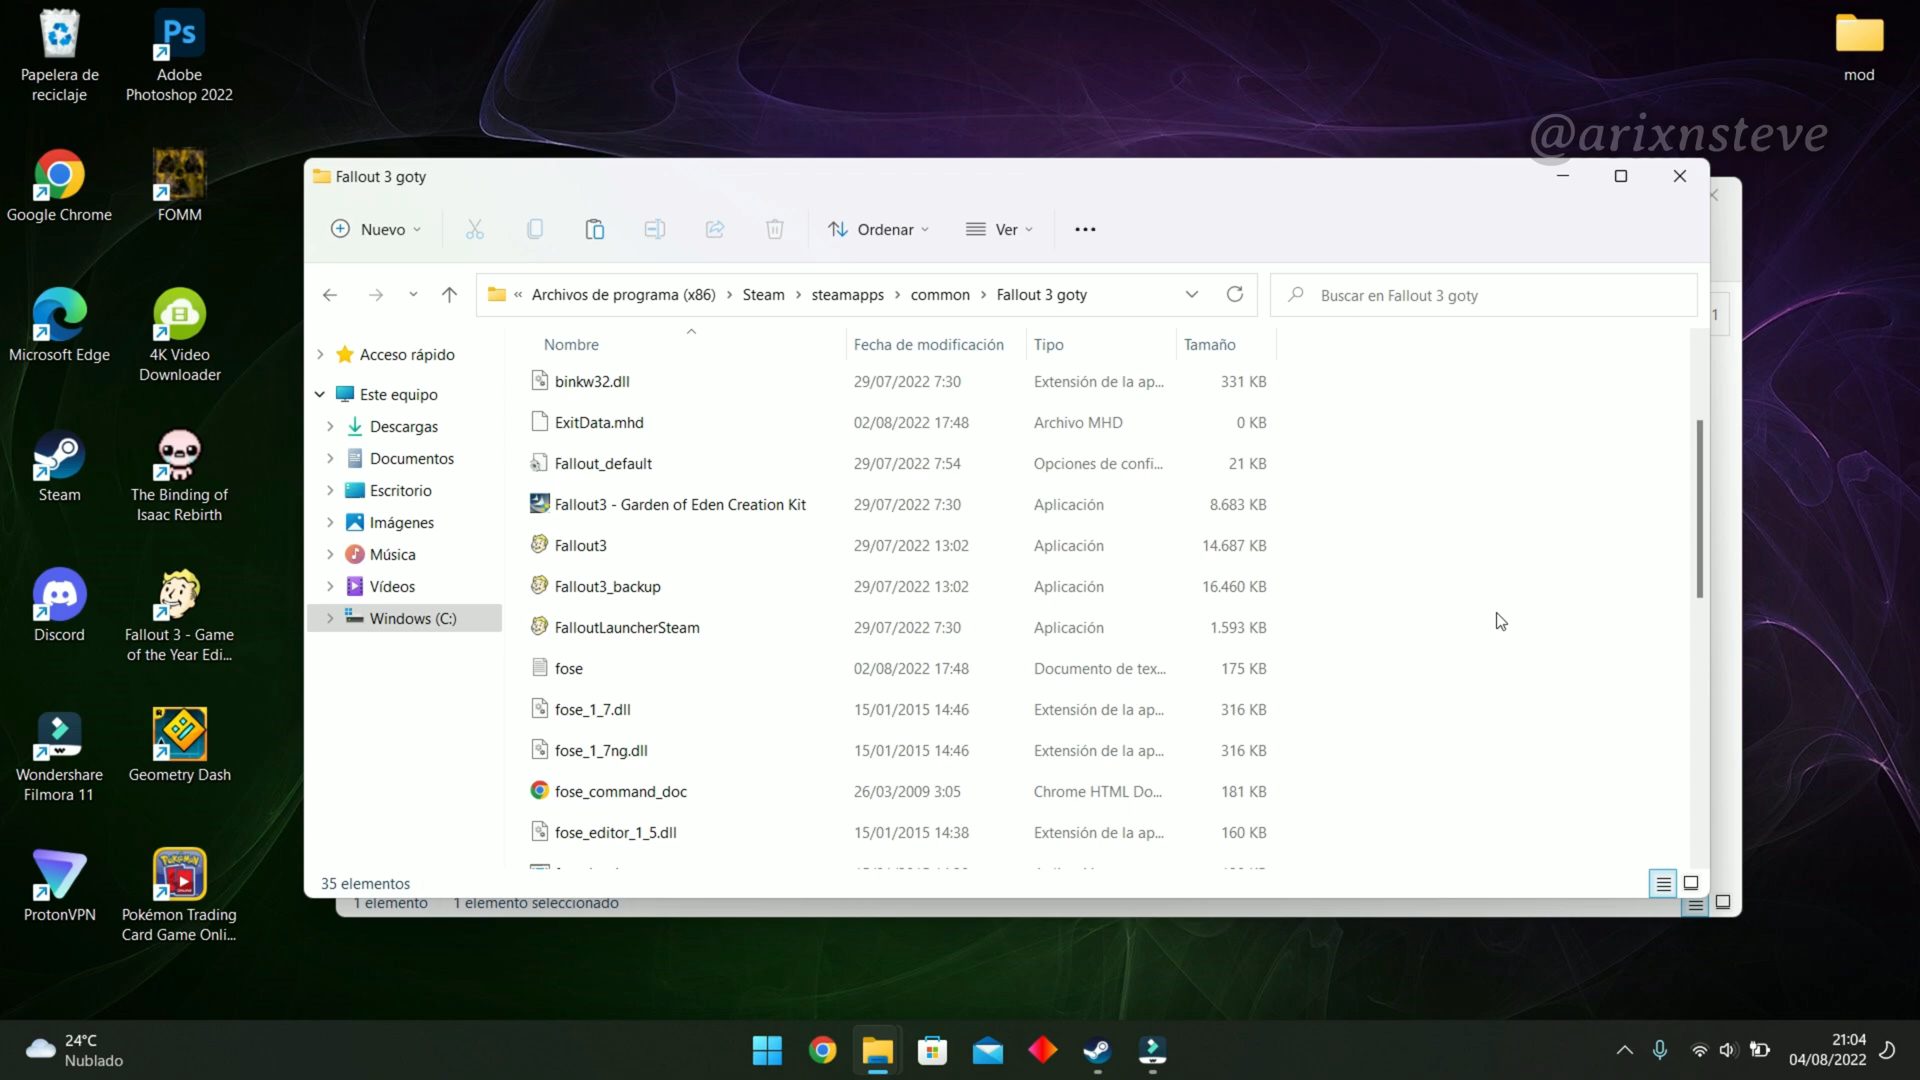 Papelera de
reciclaje
Ps
Adobe
Photoshop 2022
mod
@arixnsteve
Google Chrome
FOMM
Microsoft Edge
4K Video
Downloader
Steam
The Binding of
Isaac Rebirth
Discord
Fallout 3 - Game
of the Year Edi...
Wondershare
Filmora 11
Geometry Dash
ProtonVPN
Pokémon Trading
Card Game Onli...
Fallout 3 goty
Nuevo
Ordenar
Ver
« Archivos de programa (x86) › Steam › steamapps › common › Fallout 3 goty
Buscar en Fallout 3 goty
1
Acceso rápido
Este equipo
Descargas
Documentos
Escritorio
Imágenes
Música
Vídeos
Windows (C:)
Nombre Fecha de modificación Tipo Tamaño
binkw32.dll 29/07/2022 7:30 Extensión de la ap... 331 KB
ExitData.mhd 02/08/2022 17:48 Archivo MHD 0 KB
Fallout_default 29/07/2022 7:54 Opciones de confi... 21 KB
Fallout3 - Garden of Eden Creation Kit 29/07/2022 7:30 Aplicación 8.683 KB
Fallout3 29/07/2022 13:02 Aplicación 14.687 KB
Fallout3_backup 29/07/2022 13:02 Aplicación 16.460 KB
FalloutLauncherSteam 29/07/2022 7:30 Aplicación 1.593 KB
fose 02/08/2022 17:48 Documento de tex... 175 KB
fose_1_7.dll 15/01/2015 14:46 Extensión de la ap... 316 KB
fose_1_7ng.dll 15/01/2015 14:46 Extensión de la ap... 316 KB
fose_command_doc 26/03/2009 3:05 Chrome HTML Do... 181 KB
fose_editor_1_5.dll 15/01/2015 14:38 Extensión de la ap... 160 KB
35 elementos
1 elemento 1 elemento seleccionado
24°C
Nublado
21:04
04/08/2022